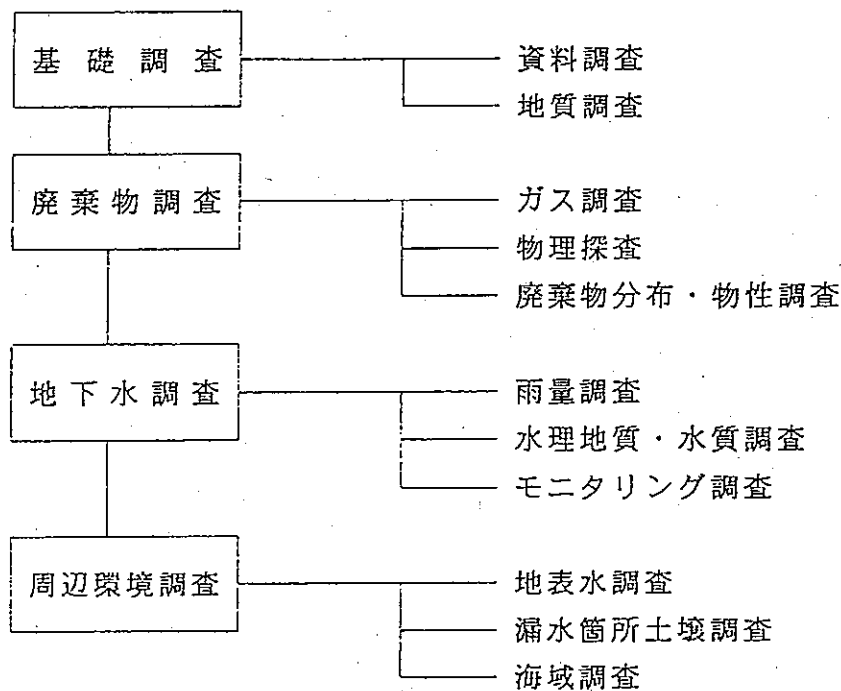 基礎調査
資料調査
地質調査
廃棄物調査
ガス調査
物理探査
廃棄物分布・物性調査
地下水調査
雨量調査
水理地質・水質調査
モニタリング調査
周辺環境調査
地表水調査
漏水箇所土壌調査
海域調査